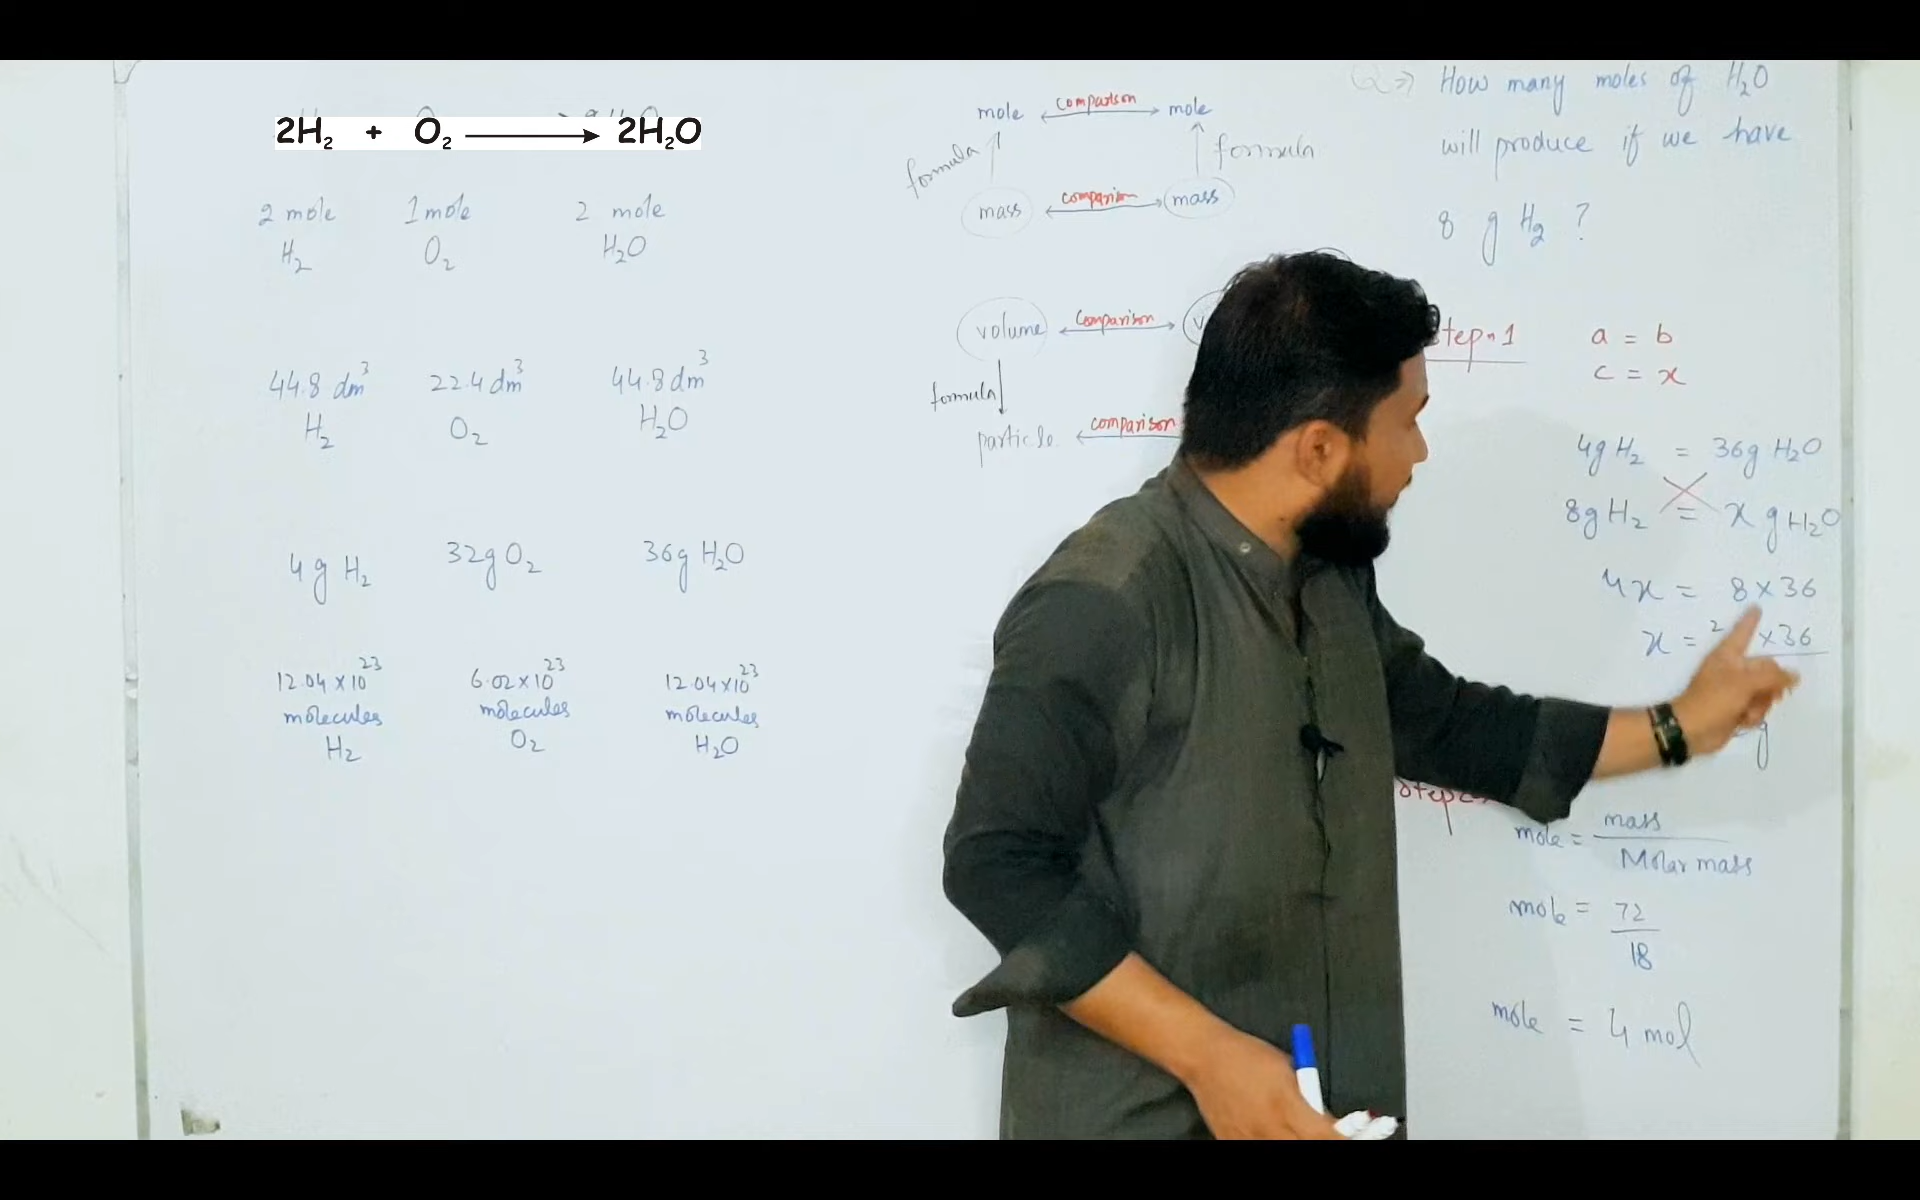 2H₂ + O₂ ⟶ 2H₂O
2 mole 1 mole 2 mole
H₂ O₂ H₂O
44.8 dm³ 22.4 dm³ 44.8 dm³
H₂ O₂ H₂O
4g H₂ 32g O₂ 36g H₂O
12.04 x 10²³ 6.02 x 10²³ 12.04 x 10²³
molecules molecules molecules
H₂ O₂ H₂O
mole ⟷ comparison mole
formula formula
mass ⟷ comparison mass
volume ⟷ comparison
formula
particle ⟷ comparison
Q ⇒ How many moles of H₂O
will produce if we have
8 g H₂ ?
a = b
c = x
4g H₂ = 36g H₂O
8g H₂ = x g H₂O
4x = 8 x 36
x = 2 x 36
g
mole = mass / Molar mass
mole = 72 / 18
mole = 4 mol